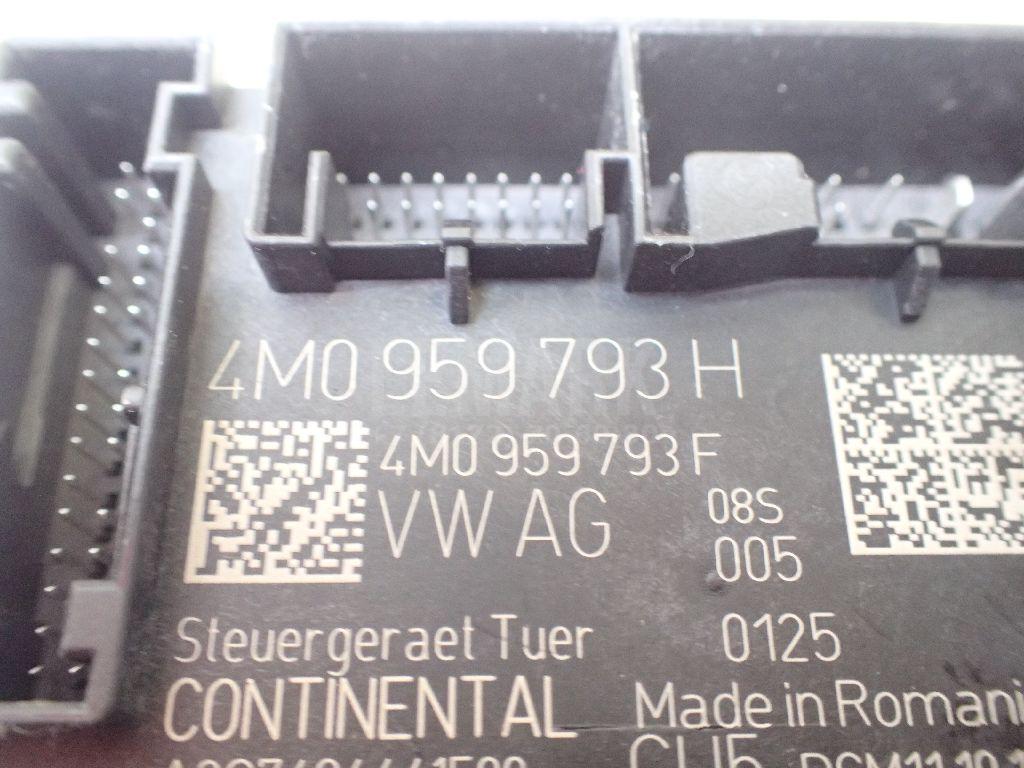 4M0 959 793 H
4M0 959 793 F
VW AG
08S
005
Steuergeraet Tuer 0125
CONTINENTAL Made in Romani